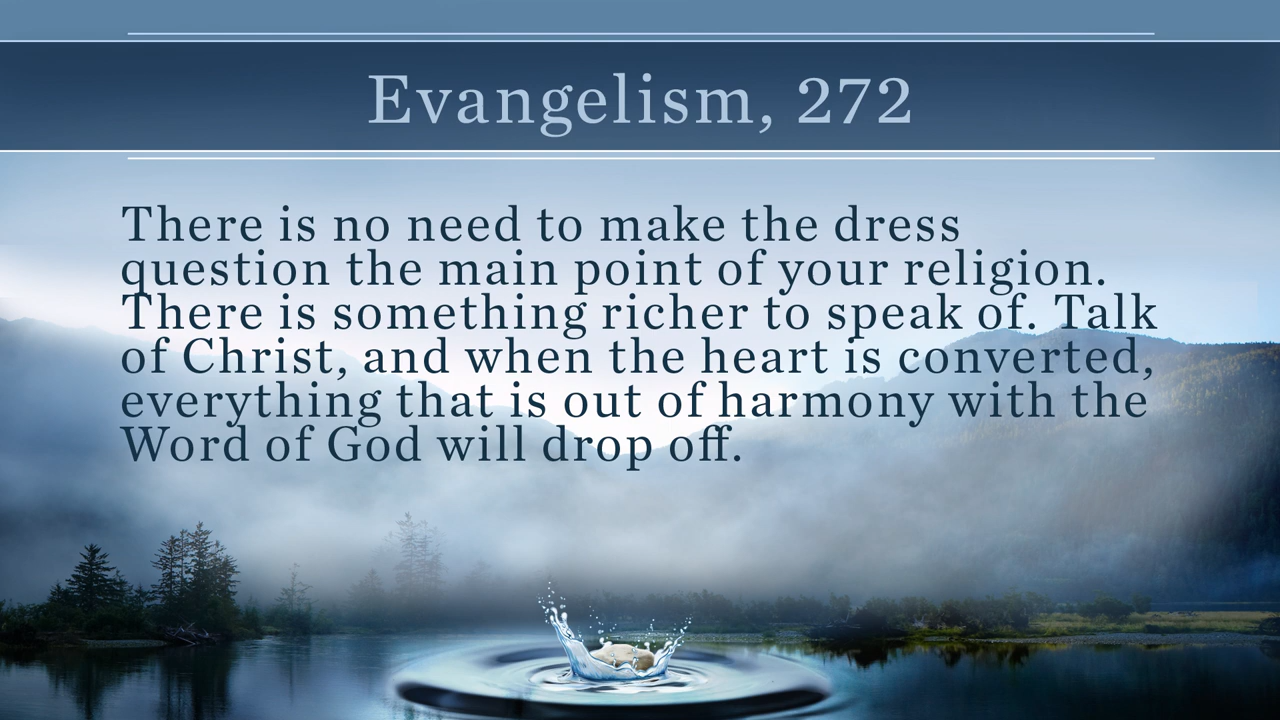 Evangelism, 272
There is no need to make the dress
question the main point of your religion.
There is something richer to speak of. Talk
of Christ, and when the heart is converted,
everything that is out of harmony with the
Word of God will drop off.